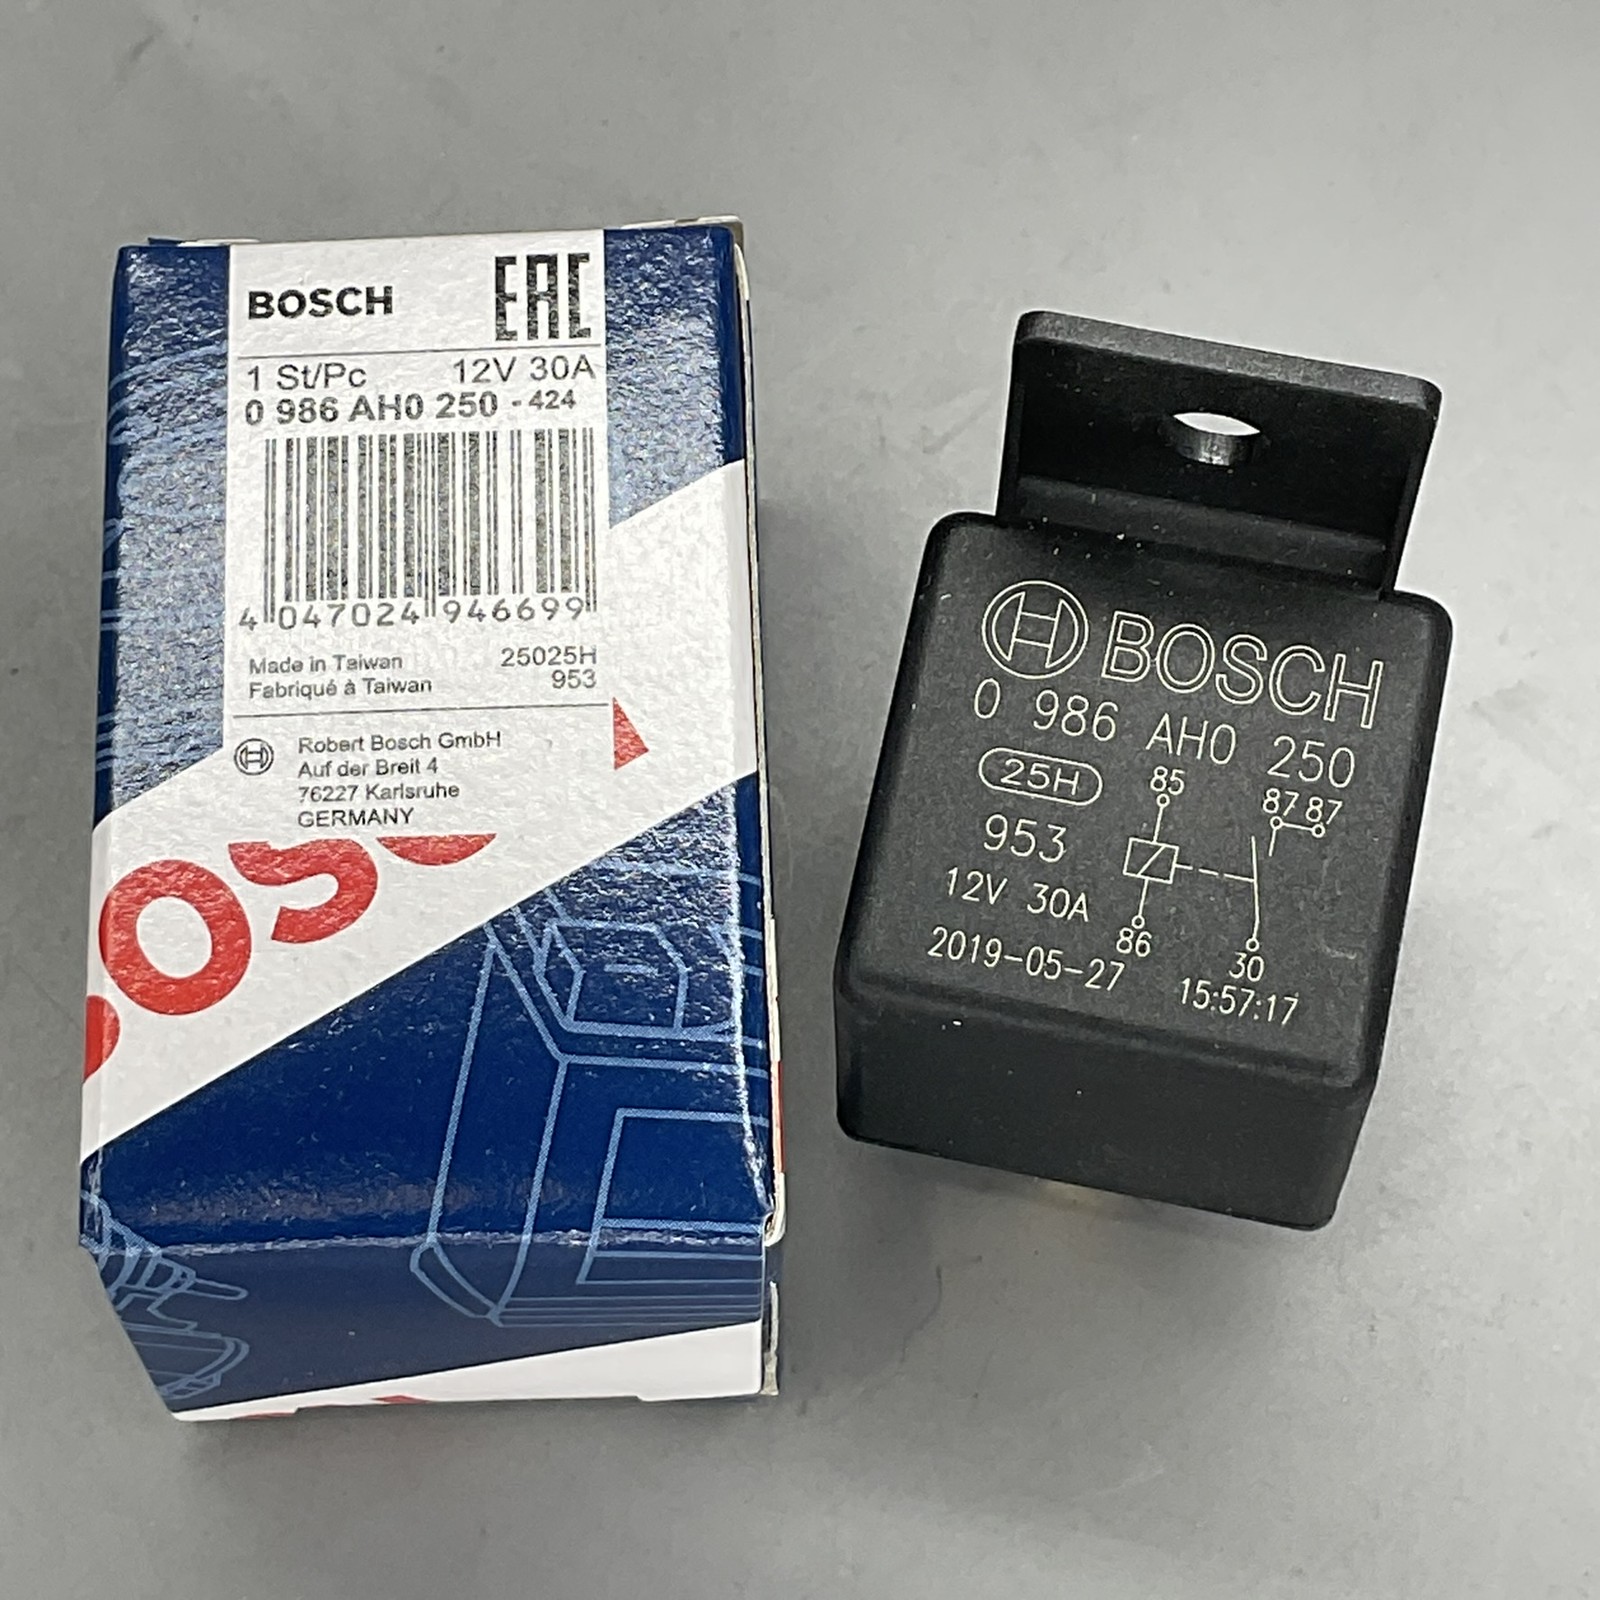 BOSCH EAC
1 St/Pc 12V 30A
0 986 AH0 250 - 424
4 047024 946699
Made in Taiwan 25025H
Fabriqué à Taiwan 953
Robert Bosch GmbH
Auf der Breit 4
76227 Karlsruhe
GERMANY
BOSCH
0 986 AH0 250
25H 85 87 87
953
12V 30A
86 30
2019-05-27 15:57:17